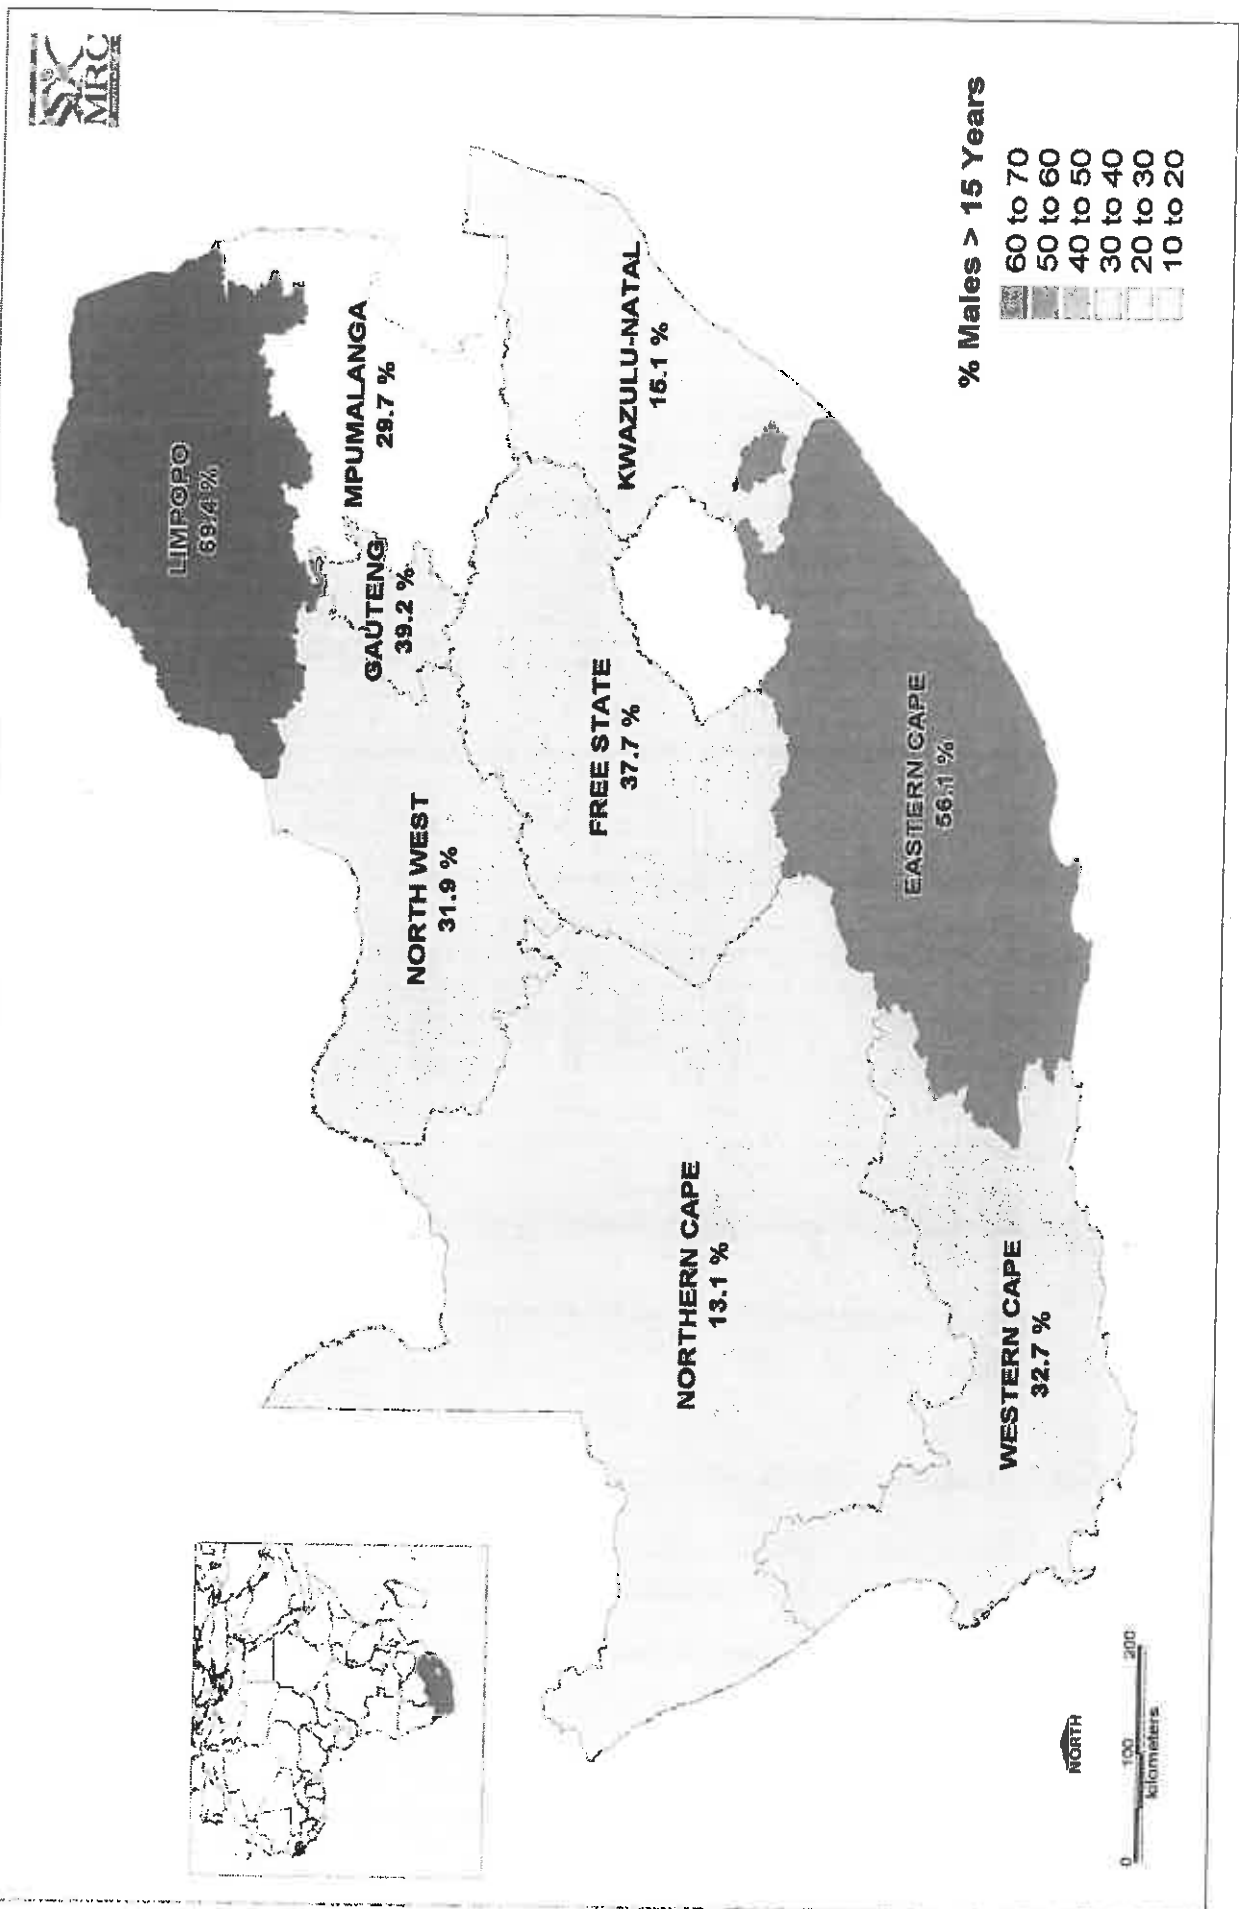 MRC
LIMPOPO
69.4 %
MPUMALANGA
29.7 %
GAUTENG
39.2 %
NORTH WEST
31.9 %
FREE STATE
37.7 %
KWAZULU-NATAL
15.1 %
NORTHERN CAPE
13.1 %
EASTERN CAPE
56.1 %
WESTERN CAPE
32.7 %
% Males > 15 Years
60 to 70
50 to 60
40 to 50
30 to 40
20 to 30
10 to 20
NORTH
0 100 200
kilometers